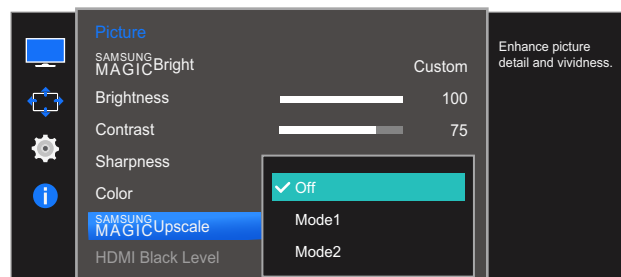 Picture
SAMSUNG
MAGICBright Custom
Brightness 100
Contrast 75
Sharpness
Color
SAMSUNG
MAGICUpscale
HDMI Black Level
Off
Mode1
Mode2
Enhance picture
detail and vividness.